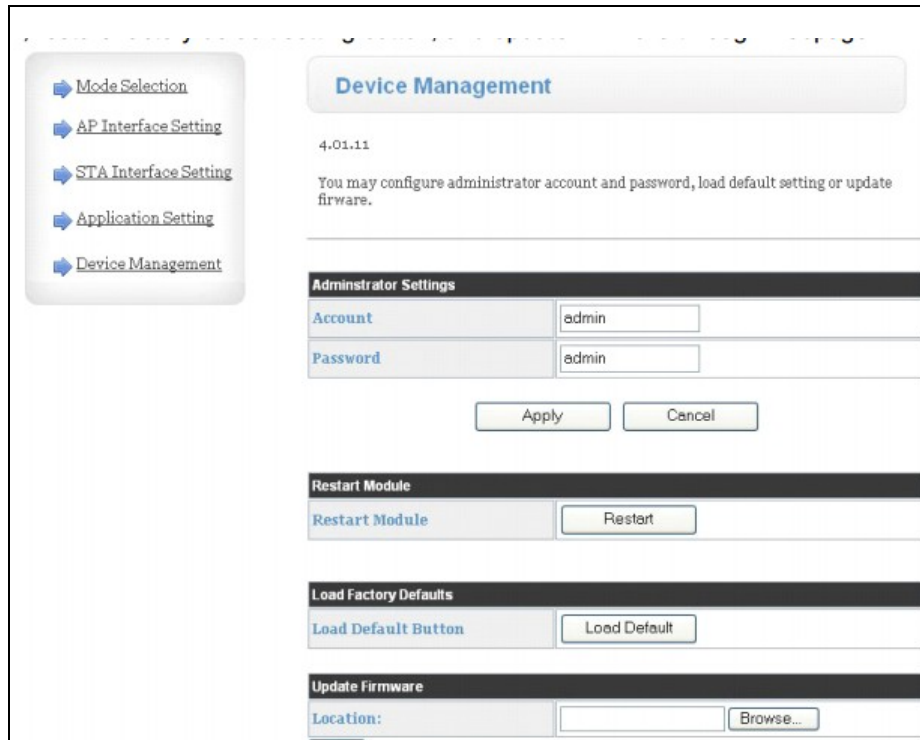 Mode Selection
AP Interface Setting
STA Interface Setting
Application Setting
Device Management
Device Management
4.01.11
You may configure administrator account and password, load default setting or update
firware.
Adminstrator Settings
Account admin
Password admin
Apply Cancel
Restart Module
Restart Module Restart
Load Factory Defaults
Load Default Button Load Default
Update Firmware
Location: Browse...